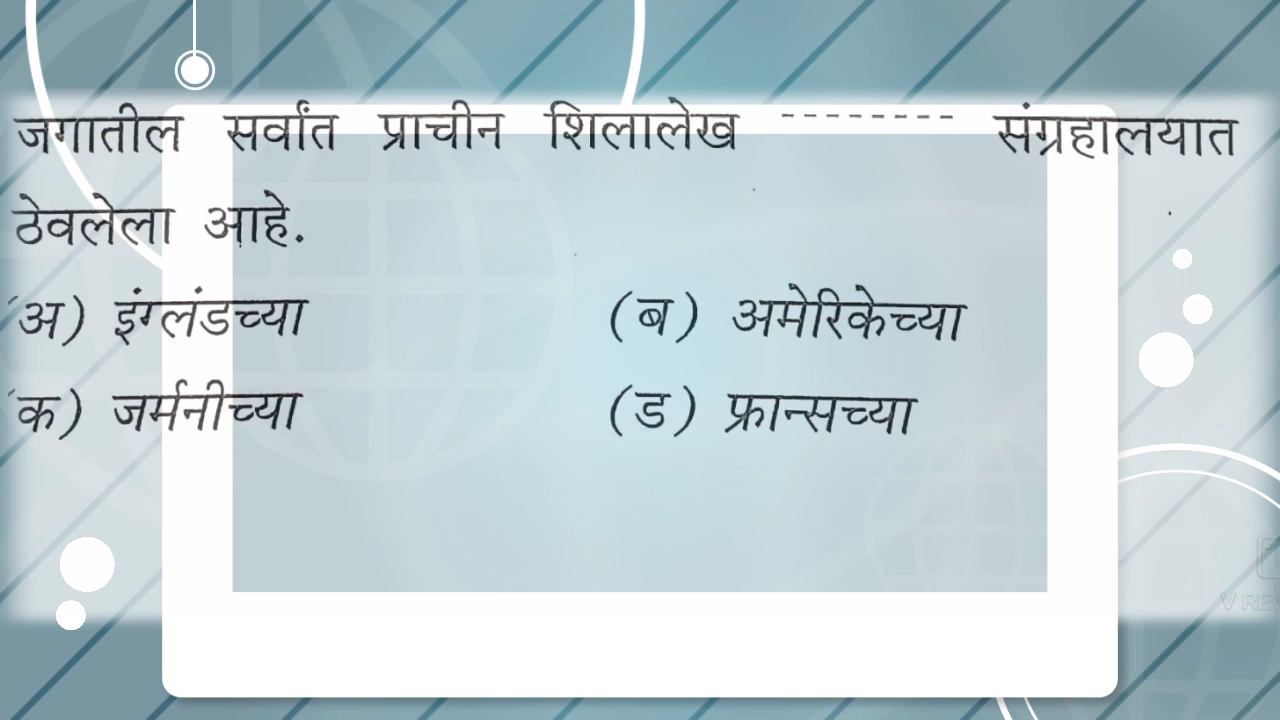 जगातील सर्वांत प्राचीन शिलालेख --------- संग्रहालयात
ठेवलेला आहे.
(अ) इंग्लंडच्या (ब) अमेरिकेच्या
(क) जर्मनीच्या (ड) फ्रान्सच्या